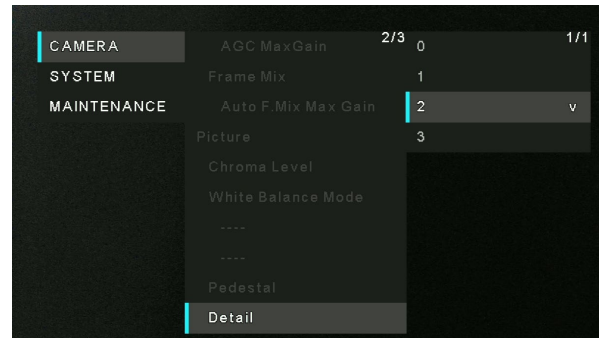 CAMERA
SYSTEM
MAINTENANCE
2/3
AGC MaxGain
Frame Mix
Auto F.Mix Max Gain
Picture
Chroma Level
White Balance Mode
----
----
Pedestal
Detail
1/1
0
1
2 v
3